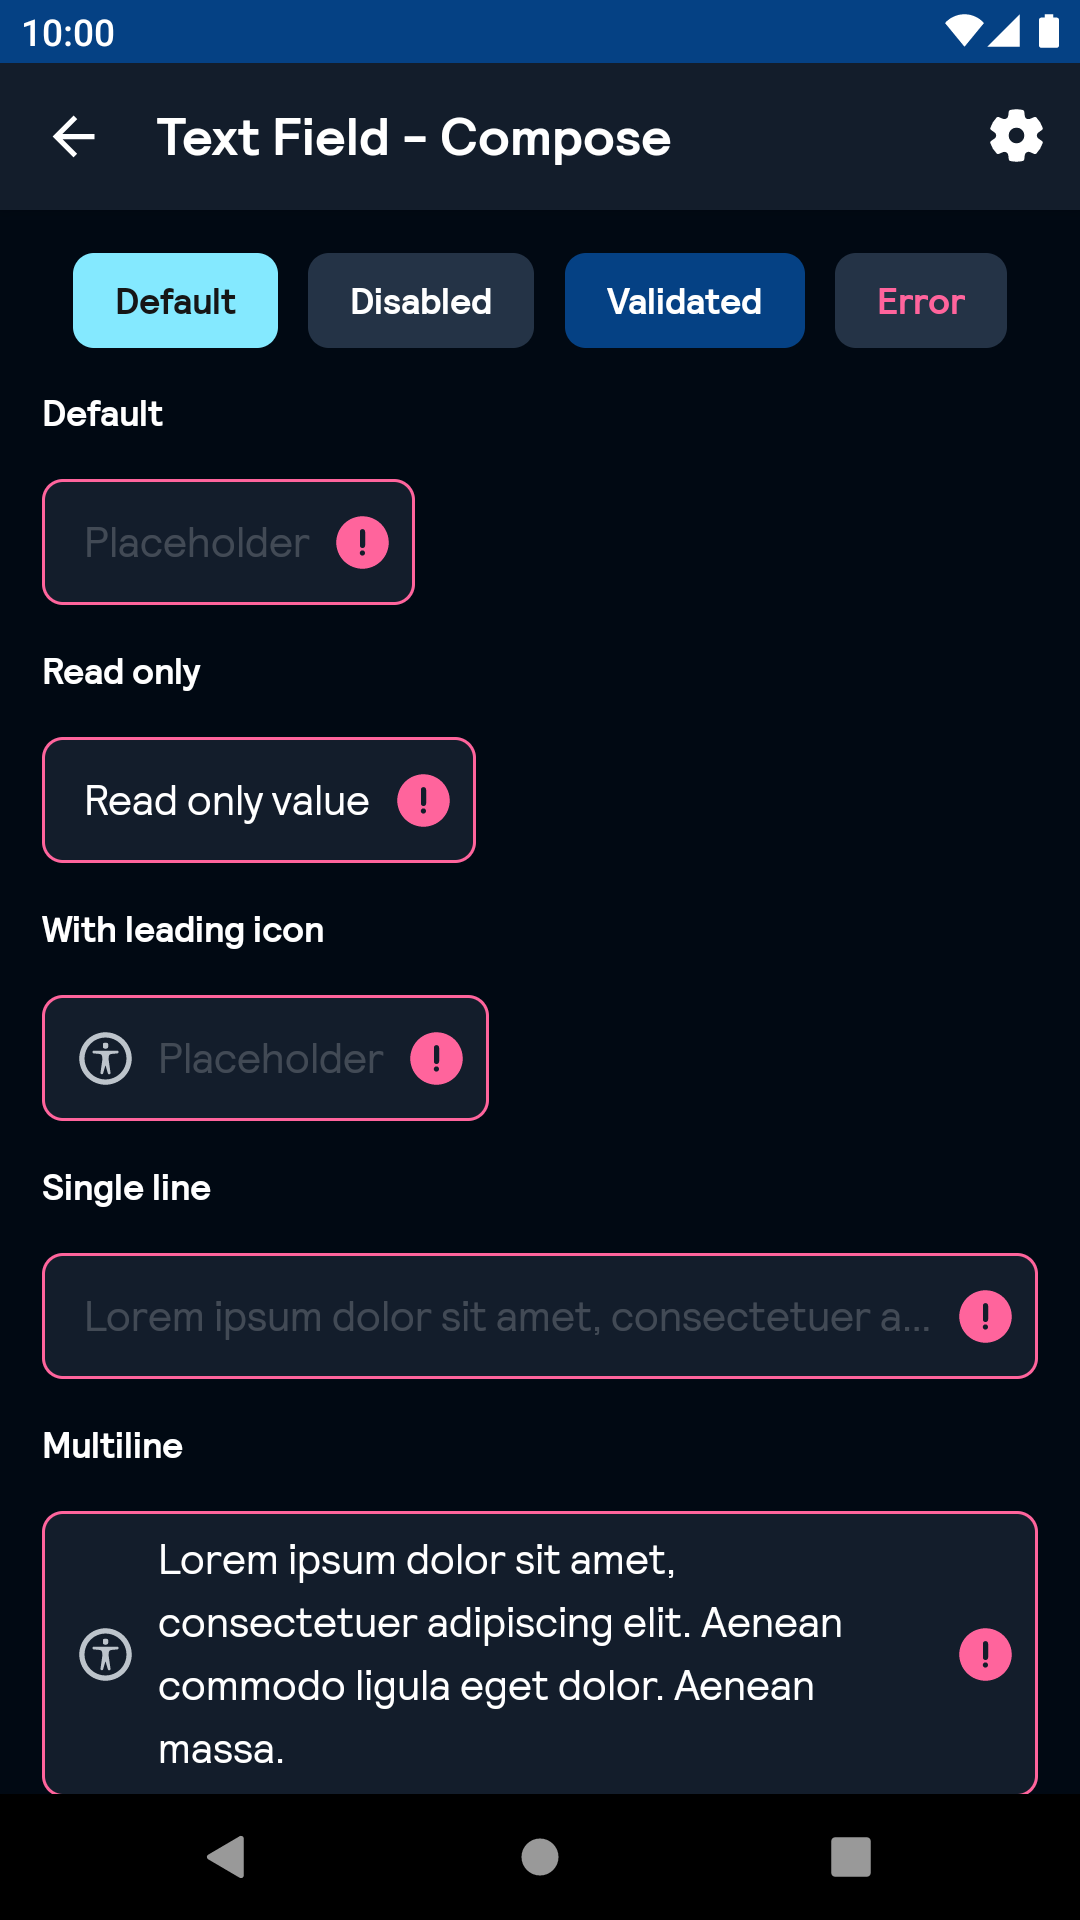 10:00
Text Field - Compose
Default
Disabled
Validated
Error
Default
Placeholder
Read only
Read only value
With leading icon
Placeholder
Single line
Lorem ipsum dolor sit amet, consectetuer a...
Multiline
Lorem ipsum dolor sit amet,
consectetuer adipiscing elit. Aenean
commodo ligula eget dolor. Aenean
massa.